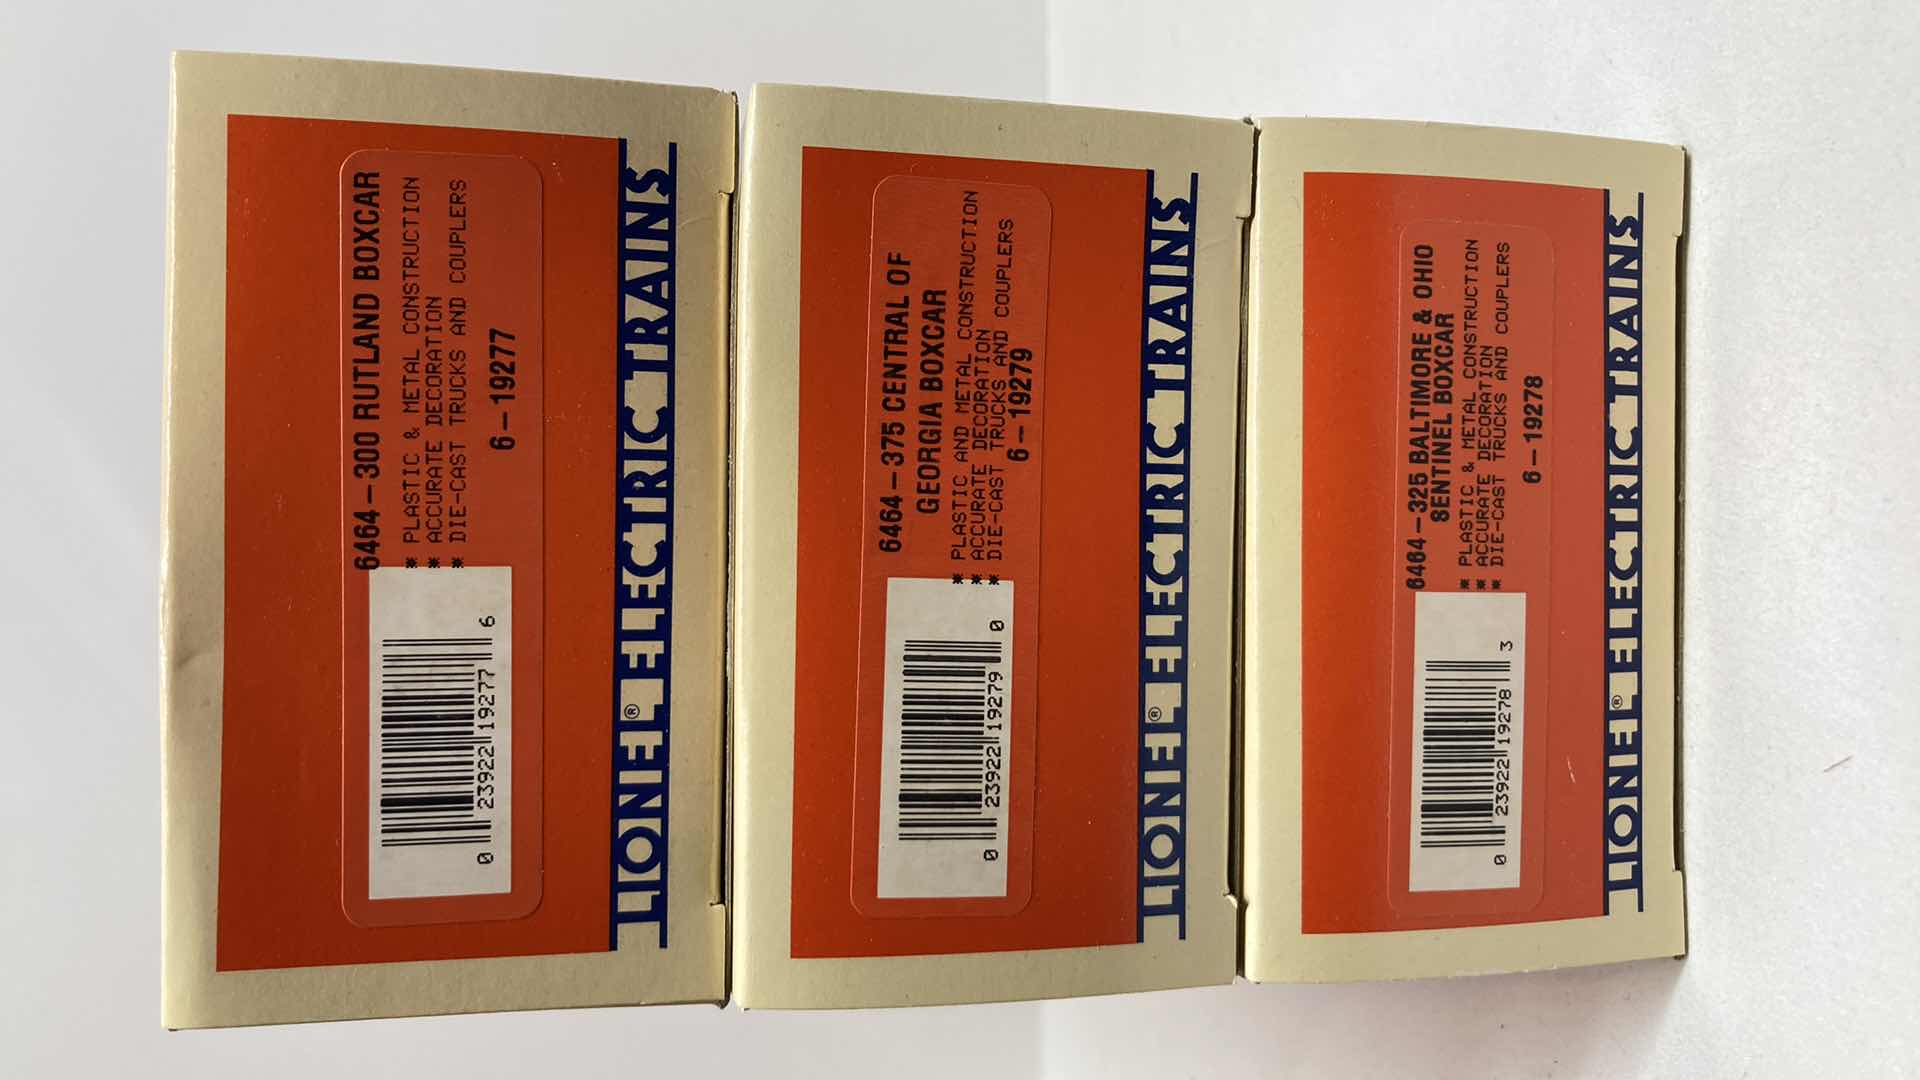 6464-300 RUTLAND BOXCAR
* PLASTIC & METAL CONSTRUCTION
* ACCURATE DECORATION
* DIE-CAST TRUCKS AND COUPLERS
6-19277
0 23922 19277 6
LIONEL® ELECTRIC TRAINS
6464-375 CENTRAL OF
GEORGIA BOXCAR
* PLASTIC AND METAL CONSTRUCTION
* ACCURATE DECORATION
* DIE-CAST TRUCKS AND COUPLERS
6-19279
0 23922 19279 0
LIONEL® ELECTRIC TRAINS
6464-325 BALTIMORE & OHIO
SENTINEL BOXCAR
* PLASTIC & METAL CONSTRUCTION
* ACCURATE DECORATION
* DIE-CAST TRUCKS AND COUPLERS
6-19278
0 23922 19278 3
LIONEL® ELECTRIC TRAINS